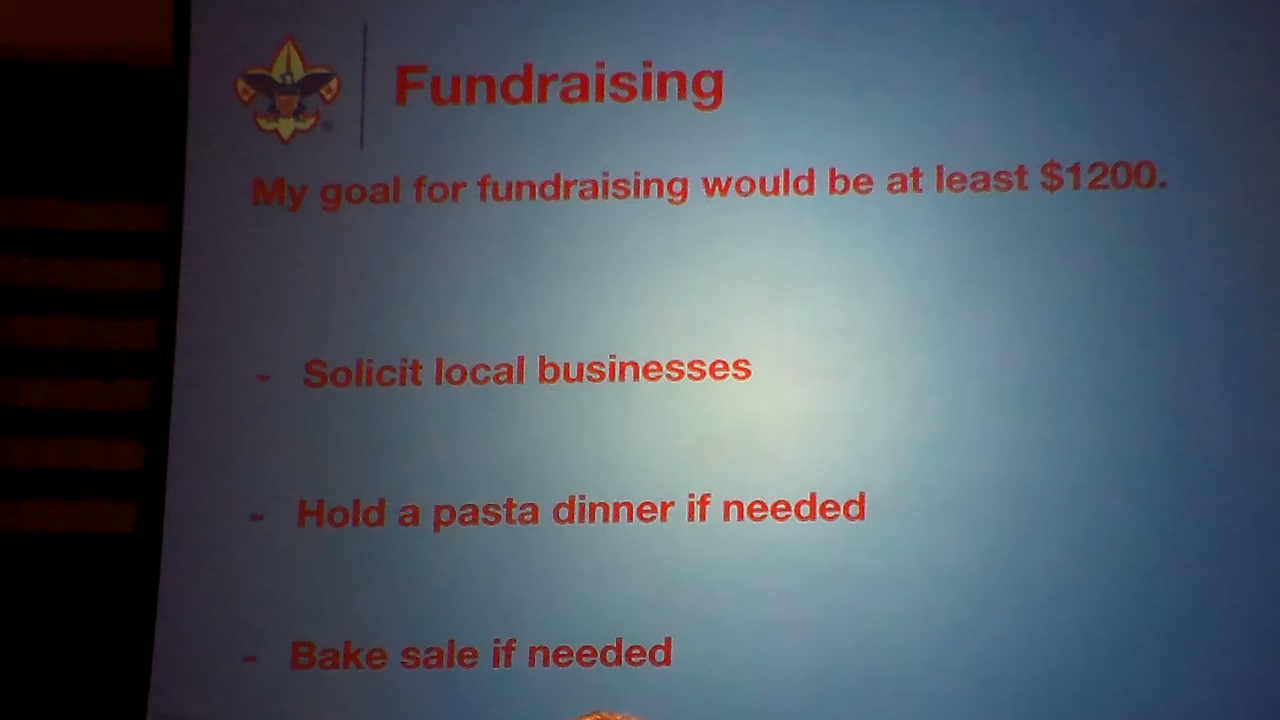 Fundraising
My goal for fundraising would be at least $1200.
- Solicit local businesses
- Hold a pasta dinner if needed
- Bake sale if needed